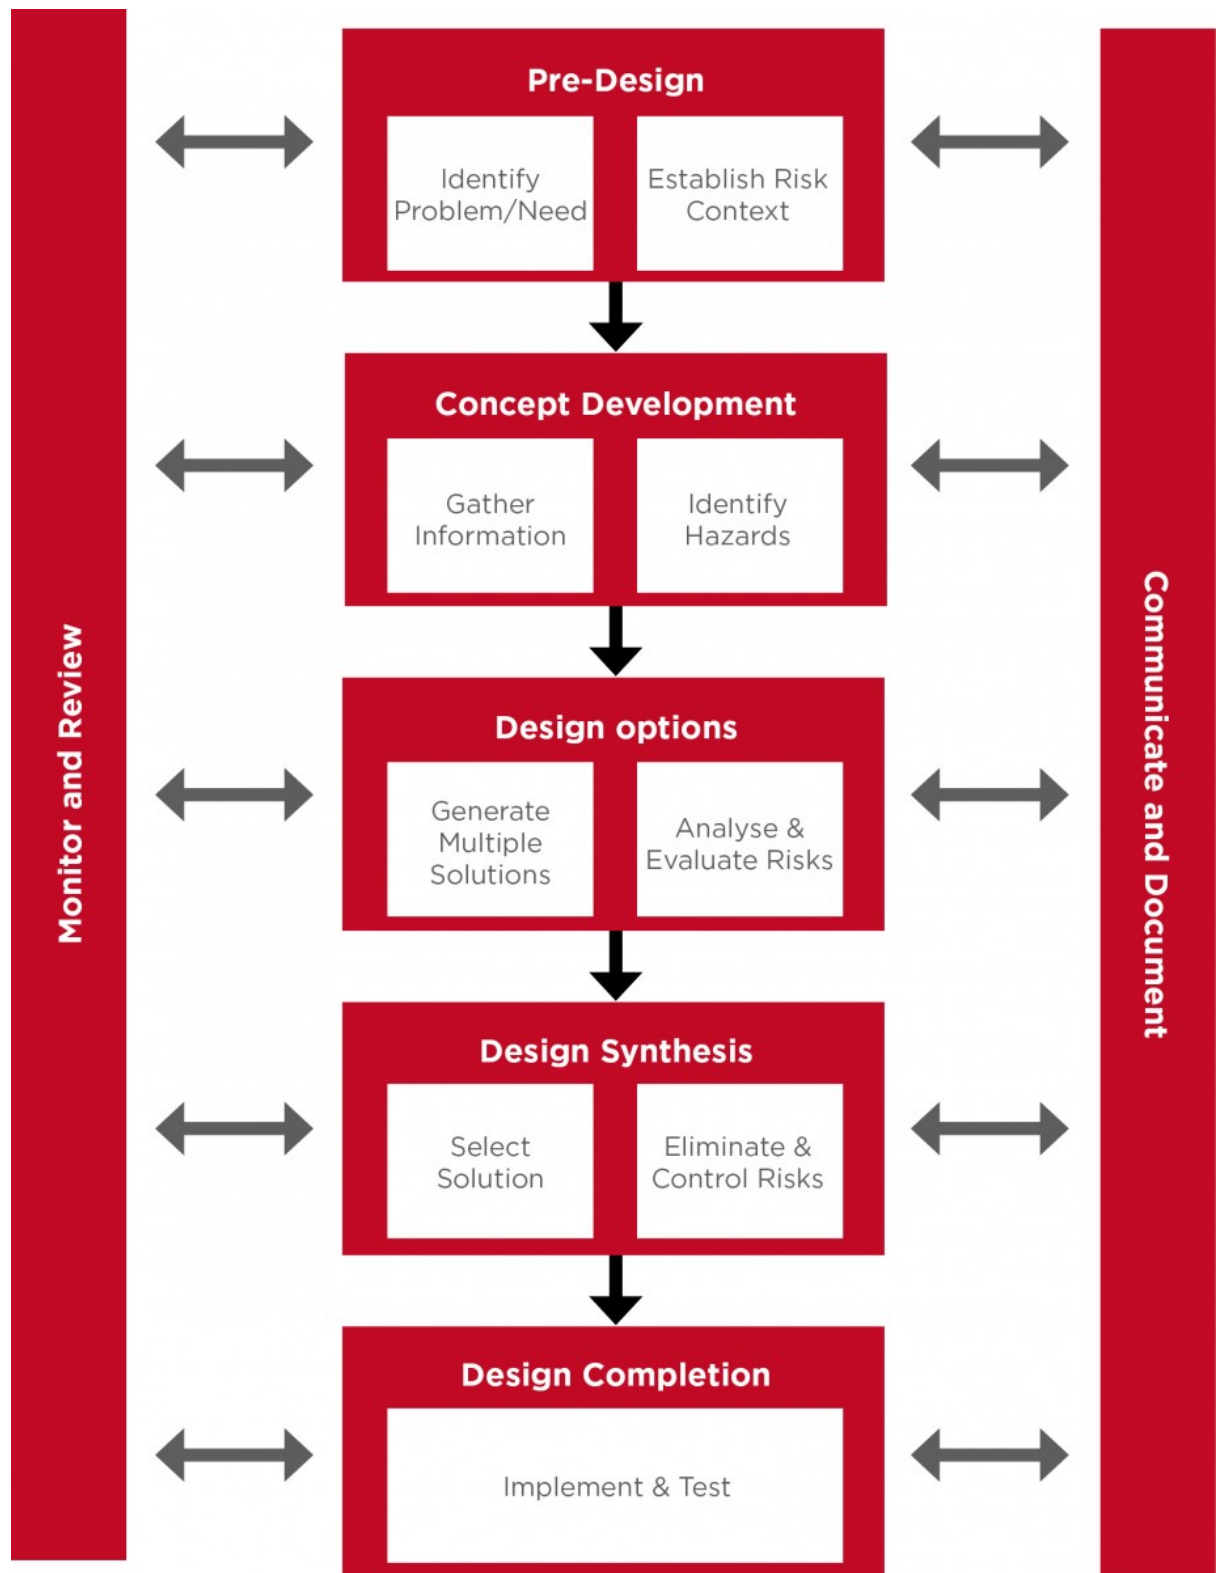 Pre-Design
Identify
Problem/Need
Establish Risk
Context
Concept Development
Gather
Information
Identify
Hazards
Design options
Generate
Multiple
Solutions
Analyse &
Evaluate Risks
Design Synthesis
Select
Solution
Eliminate &
Control Risks
Design Completion
Implement & Test
Monitor and Review
Communicate and Document